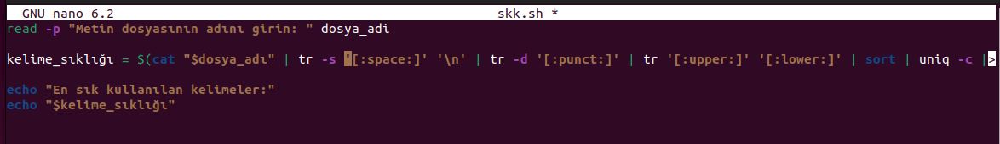 GNU nano 6.2 skk.sh *
read -p "Metin dosyasının adını girin: " dosya_adi
kelime_sıklığı = $(cat "$dosya_adı" | tr -s '[:space:]' '\n' | tr -d '[:punct:]' | tr '[:upper:]' '[:lower:]' | sort | uniq -c |>
echo "En sık kullanılan kelimeler:"
echo "$kelime_sıklığı"